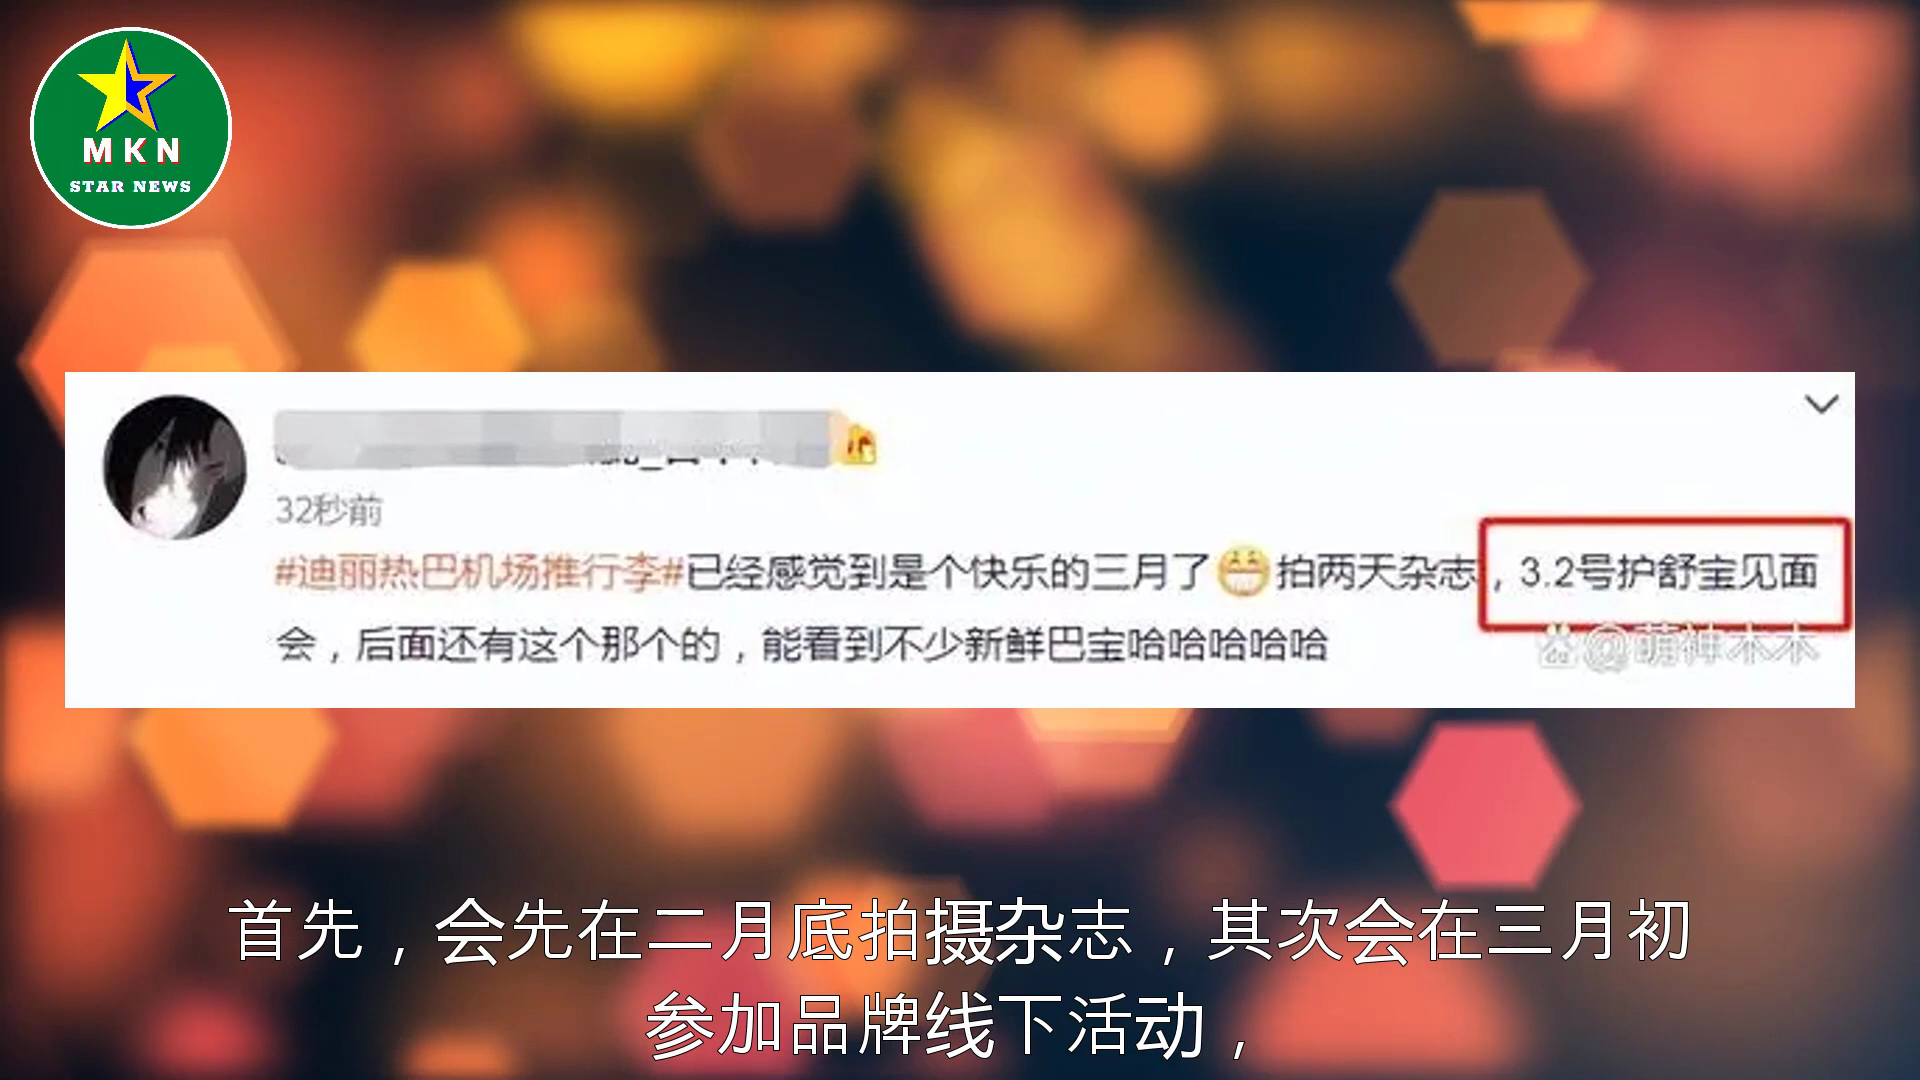 MKN
STAR NEWS
32秒前
#迪丽热巴机场推行李#已经感觉到是个快乐的三月了😁拍两天杂志，3.2号护舒宝见面
会，后面还有这个那个的，能看到不少新鲜巴宝哈哈哈哈哈
@萌神木木
首先，会先在二月底拍摄杂志，其次会在三月初
参加品牌线下活动，